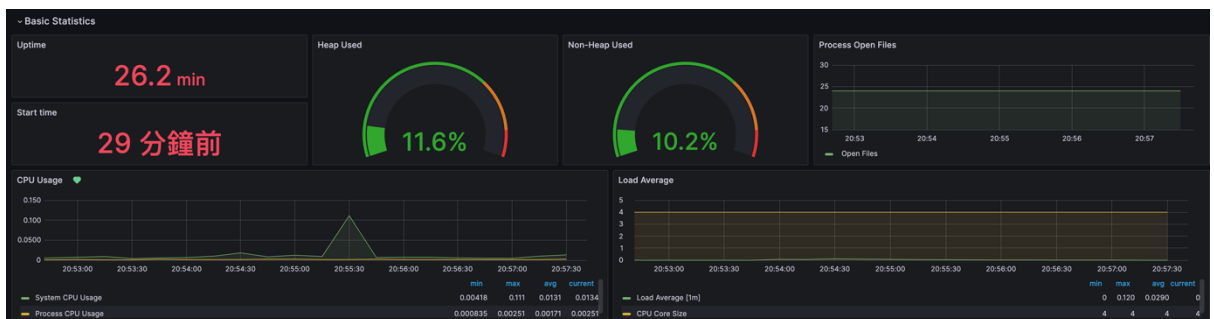 Basic Statistics
Uptime
26.2 min
Start time
29 分鐘前
Heap Used
11.6%
Non-Heap Used
10.2%
Process Open Files
30
25
20
15
20:53 20:54 20:55 20:56 20:57
Open Files
CPU Usage
0.150
0.100
0.0500
0
20:53:00 20:53:30 20:54:00 20:54:30 20:55:00 20:55:30 20:56:00 20:56:30 20:57:00 20:57:30
min max avg current
System CPU Usage 0.00418 0.111 0.0131 0.0134
Process CPU Usage 0.000835 0.00251 0.00171 0.00251
Load Average
5
4
3
2
1
0
20:53:00 20:53:30 20:54:00 20:54:30 20:55:00 20:55:30 20:56:00 20:56:30 20:57:00 20:57:30
min max avg current
Load Average [1m] 0 0.120 0.0290 0
CPU Core Size 4 4 4 4